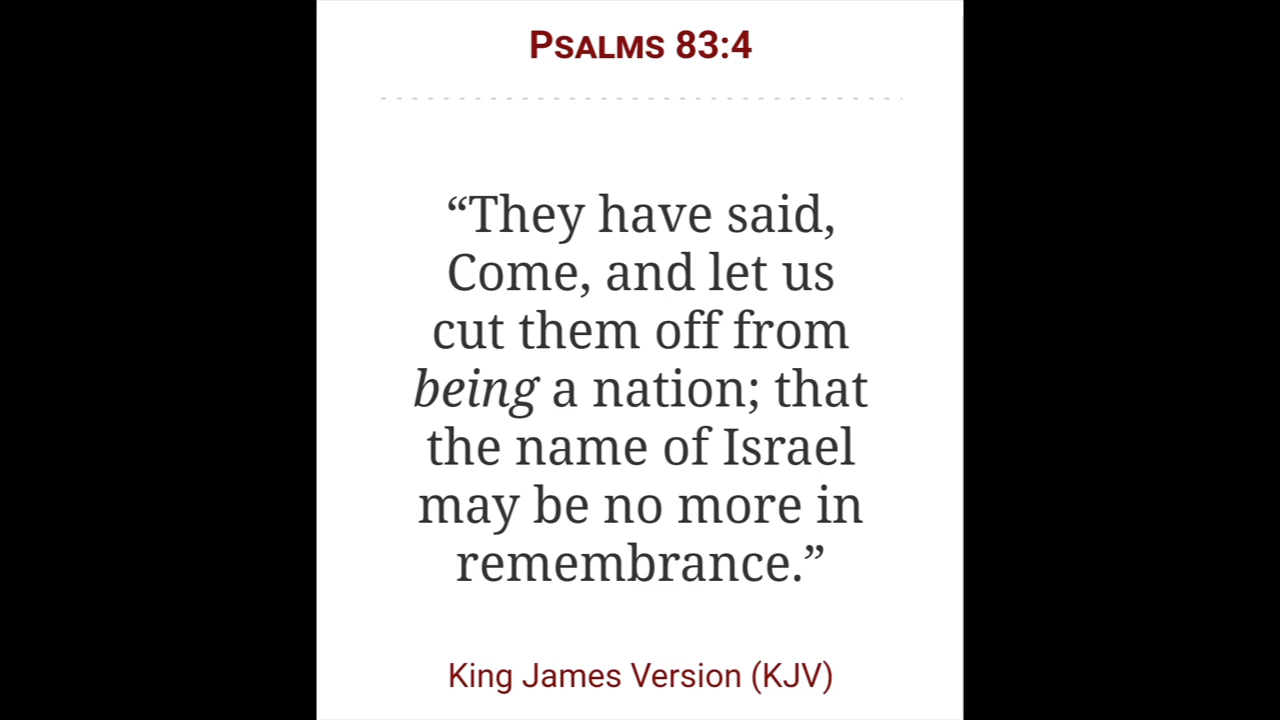 Psalms 83:4
“They have said,
Come, and let us
cut them off from
being a nation; that
the name of Israel
may be no more in
remembrance.”
King James Version (KJV)